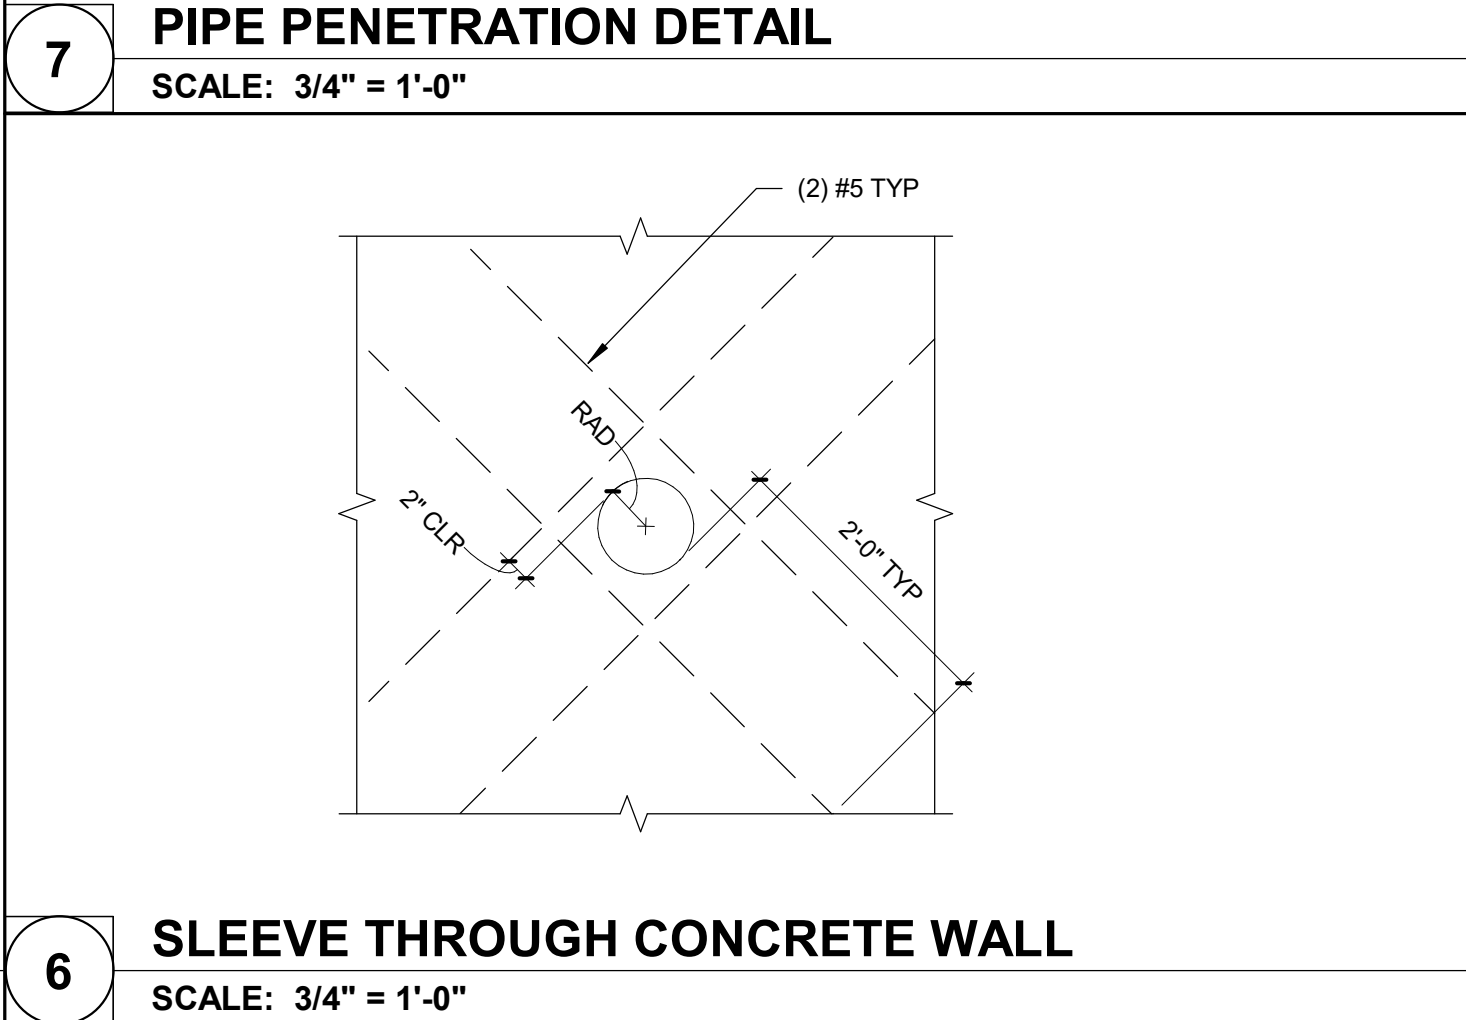 7
PIPE PENETRATION DETAIL
SCALE: 3/4" = 1'-0"
(2) #5 TYP
RAD
2" CLR
2'-0" TYP
6
SLEEVE THROUGH CONCRETE WALL
SCALE: 3/4" = 1'-0"